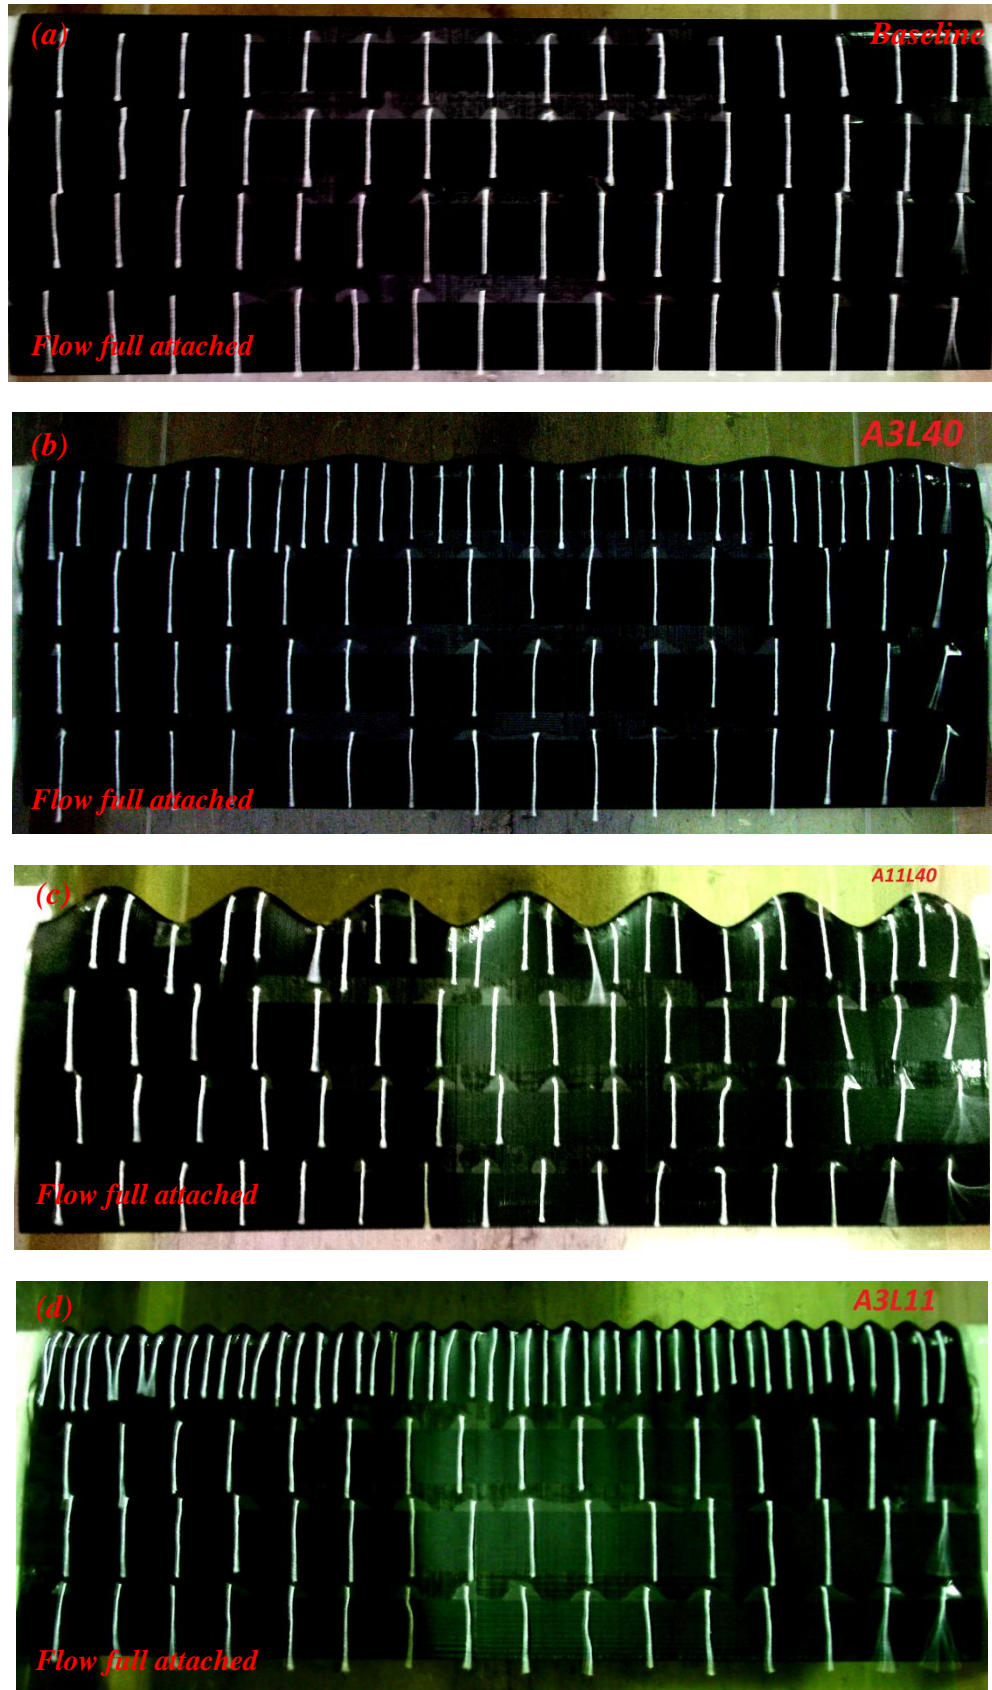 (a) Baseline
Flow full attached
(b) A3L40
Flow full attached
(c) A11L40
Flow full attached
(d) A3L11
Flow full attached